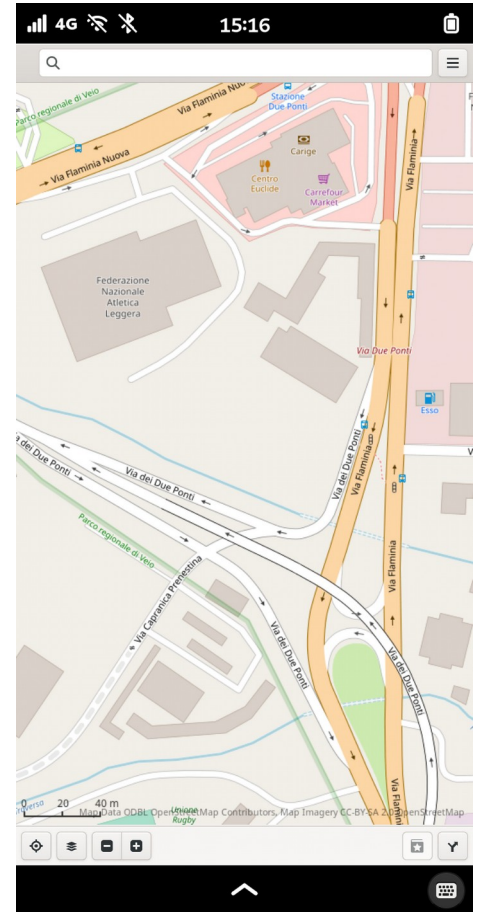 4G
15:16
Parco regionale di Veio
Via Flaminia Nuo
Stazione
Due Ponti
Carige
Via Flaminia Nuova
Via Flaminia
Centro
Euclide
Carrefour
Market
Federazione
Nazionale
Atletica
Leggera
Via Due Ponti
Esso
V
a dei Due Ponti
Via dei Due Ponti
Via dei Due Ponti
Via Flaminia
Parco regionale di Veio
Via Capranica Prenestina
Via Flaminia
Via dei Due Ponti
Via dei Due Ponti
Via Flamin
0 20 40 m
Map Data ODBL OpenStreetMap Contributors, Map Imagery CC-BY-SA 2.0 OpenStreetMap
Unione
Rugby